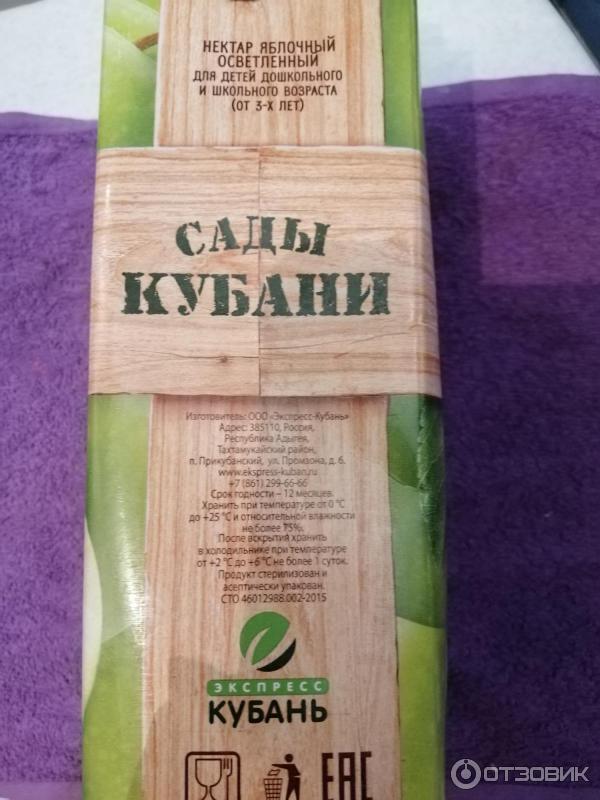 НЕКТАР ЯБЛОЧНЫЙ
ОСВЕТЛЕННЫЙ
ДЛЯ ДЕТЕЙ ДОШКОЛЬНОГО
И ШКОЛЬНОГО ВОЗРАСТА
(ОТ 3-Х ЛЕТ)
САДЫ
КУБАНИ
Изготовитель: ООО «Экспресс-Кубань»
Адрес: 385110, Россия,
Республика Адыгея,
Тахтамукайский район,
п. Прикубанский, ул. Промзона, д. 6.
www.ekspress-kuban.ru
+7 (861) 299-66-66
Срок годности – 12 месяцев.
Хранить при температуре от 0 °C
до +25 °C и относительной влажности
не более 75%.
После вскрытия хранить
в холодильнике при температуре
от +2 °C до +6 °C не более 1 суток.
Продукт стерилизован и
асептически упакован.
СТО 46012988.002-2015
ЭКСПРЕСС
КУБАНЬ
EAC
ОТЗОВИК